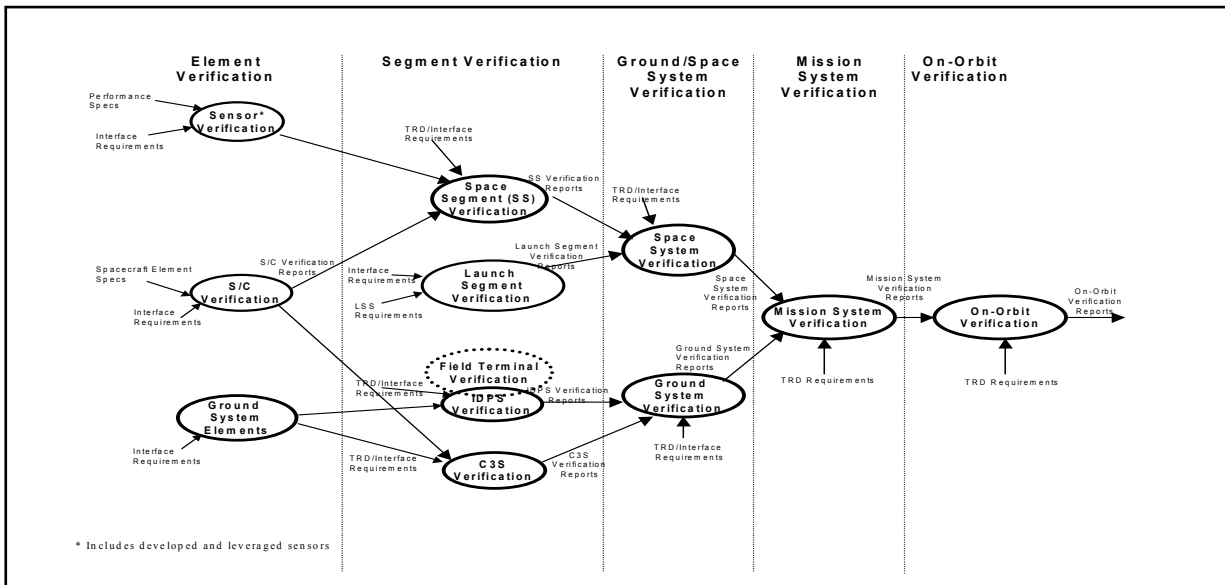 Element
Verification
Segment Verification
Ground/Space
System
Verification
Mission
System
Verification
On-Orbit
Verification
Performance
Specs
Sensor*
Verification
Interface
Requirements
TRD/Interface
Requirements
Space
Segment (SS)
Verification
SS Verification
Reports
TRD/Interface
Requirements
Space
System
Verification
Launch Segment
Verification
Reports
S/C Verification
Reports
Spacecraft Element
Specs
S/C
Verification
Interface
Requirements
Interface
Requirements
LSS
Requirements
Launch
Segment
Verification
Space
System
Verification
Reports
Mission System
Verification
Reports
Mission System
Verification
On-Orbit
Verification
On-Orbit
Verification
Reports
TRD Requirements
TRD Requirements
Field Terminal
Verification
TRD/Interface
Requirements
IDPS
Verification
IDPS Verification
Reports
Ground System
Verification
Reports
Ground
System
Verification
TRD/Interface
Requirements
Ground
System
Elements
Interface
Requirements
TRD/Interface
Requirements
C3S
Verification
C3S
Verification
Reports
* Includes developed and leveraged sensors